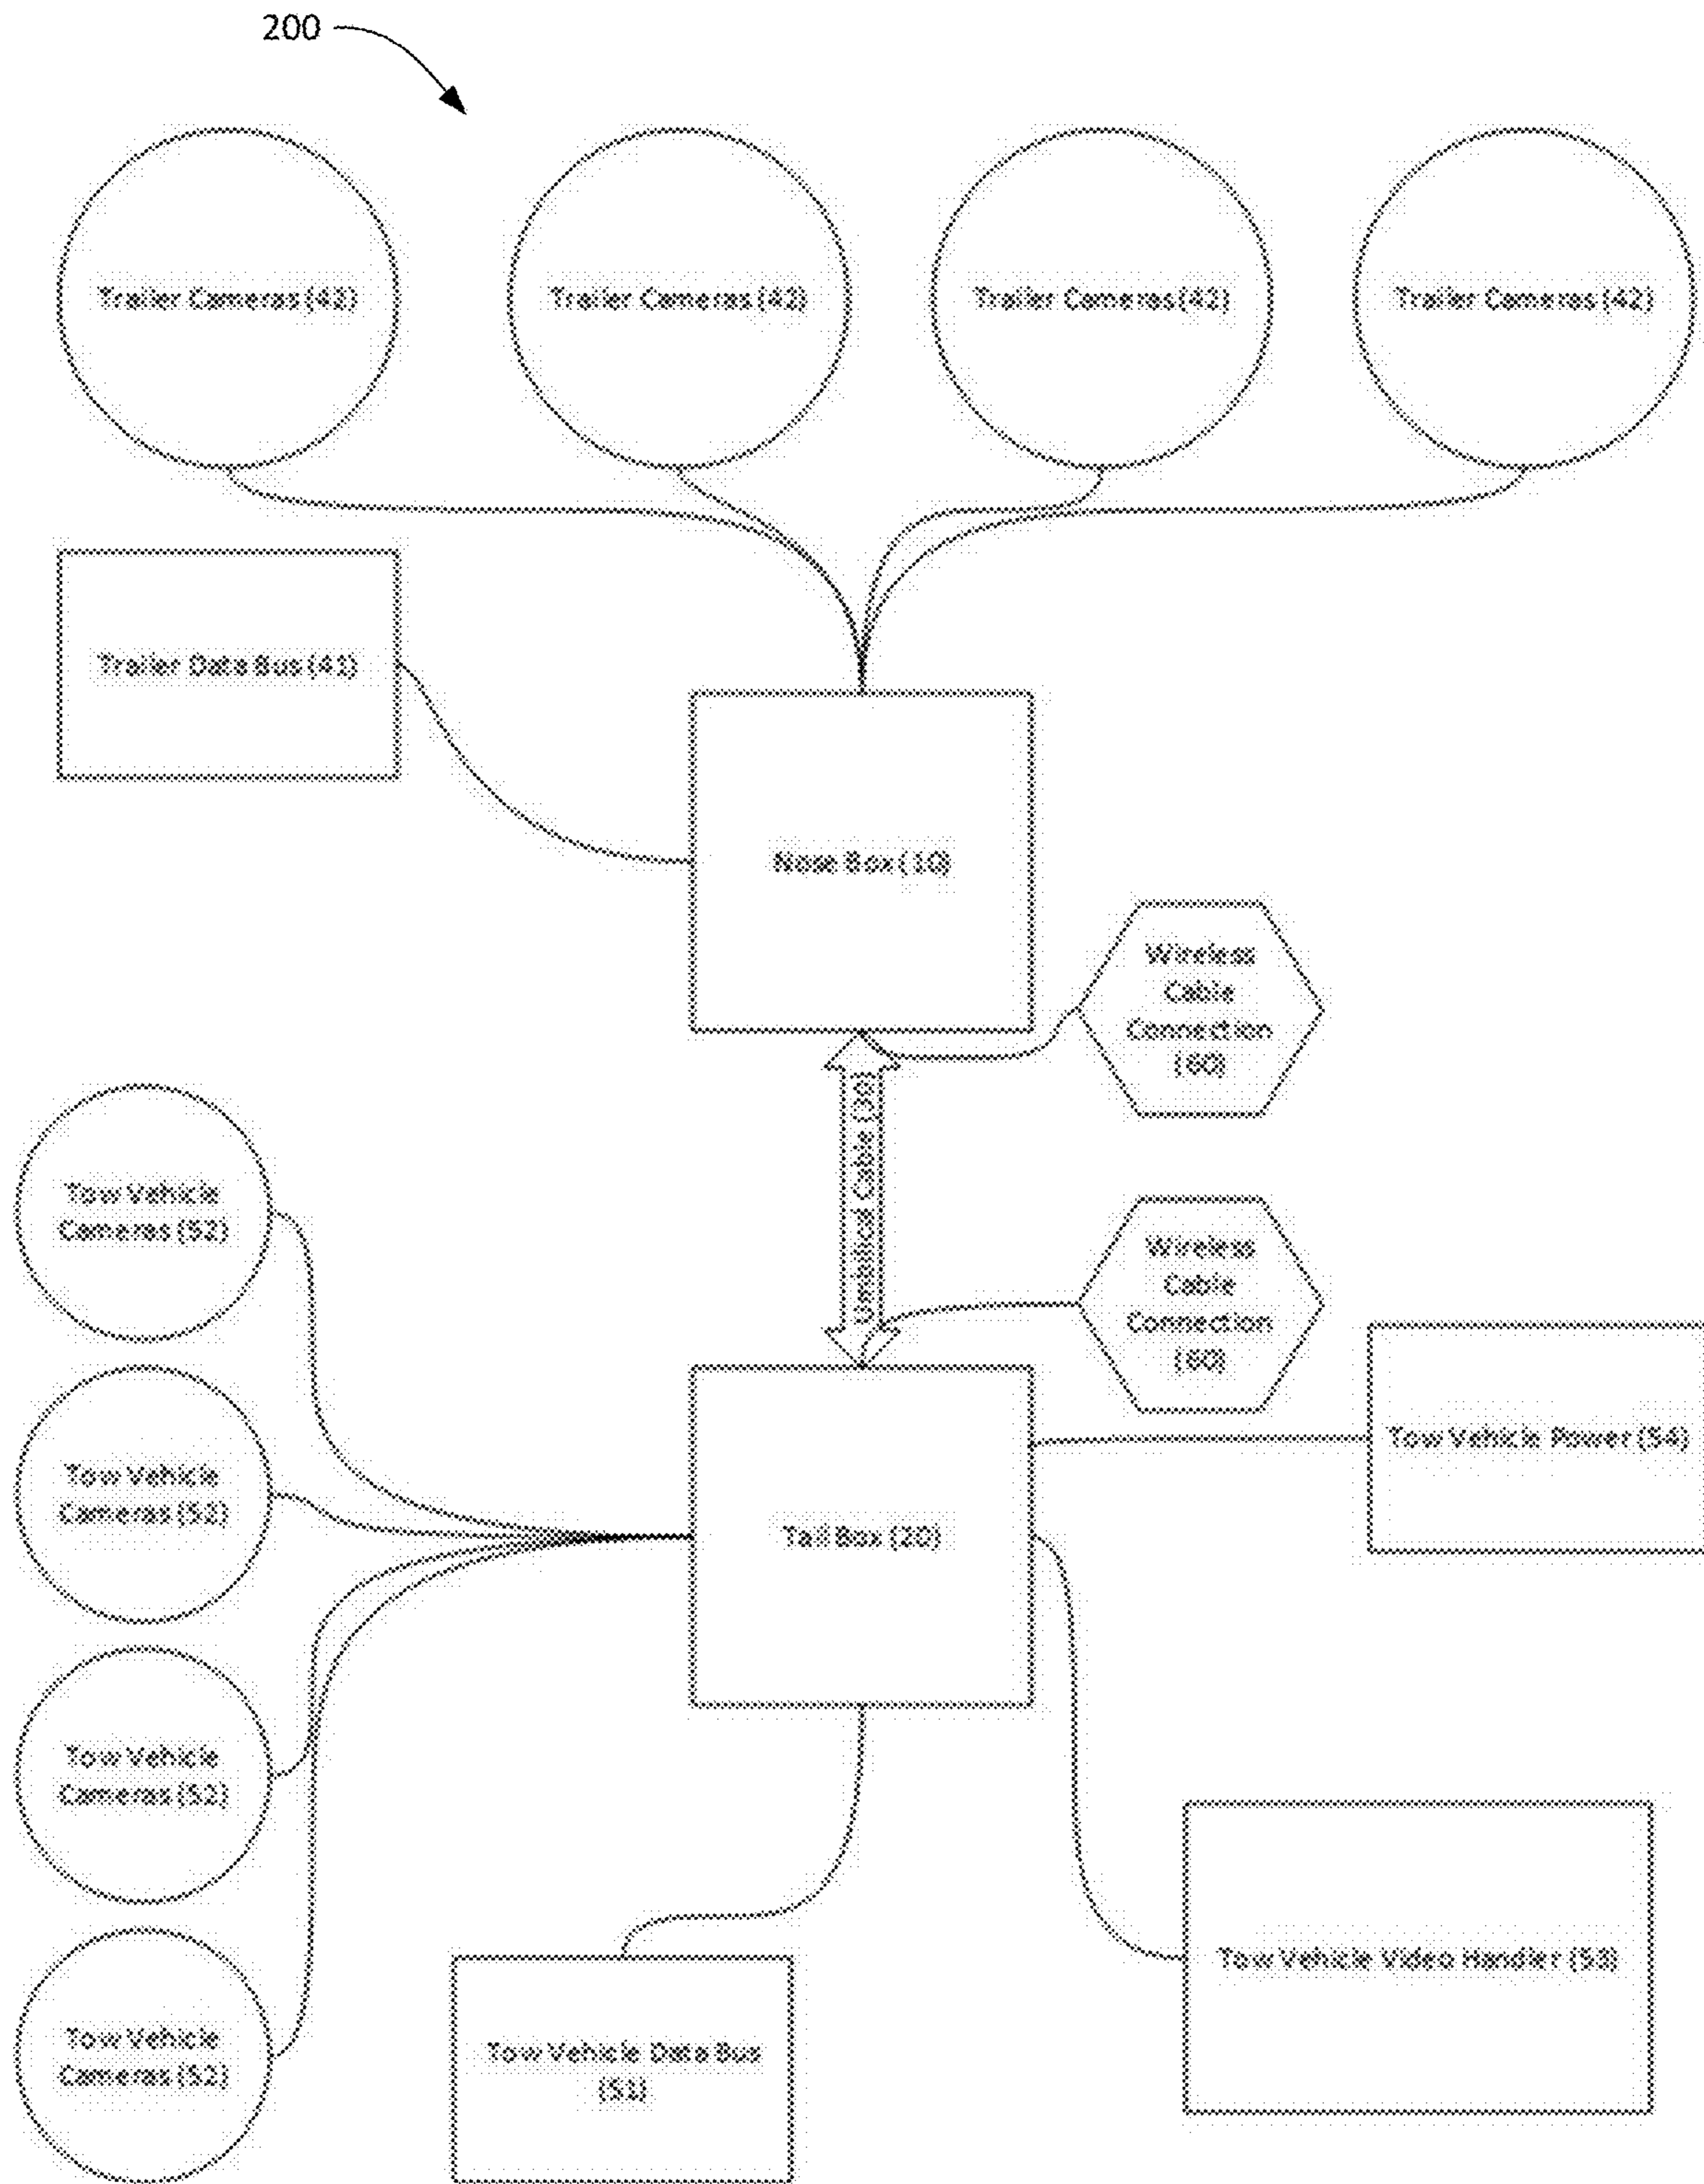 200
Trailer Cameras (42)
Trailer Cameras (42)
Trailer Cameras (42)
Trailer Cameras (42)
Trailer Data Bus (41)
Nose Box (10)
Wireless
Cable
Connection
(60)
Umbilical Cable (30)
Tow Vehicle
Cameras (52)
Wireless
Cable
Connection
(60)
Tow Vehicle Power (54)
Tow Vehicle
Cameras (52)
Tail Box (20)
Tow Vehicle
Cameras (52)
Tow Vehicle Video Handler (53)
Tow Vehicle
Cameras (52)
Tow Vehicle Data Bus
(51)